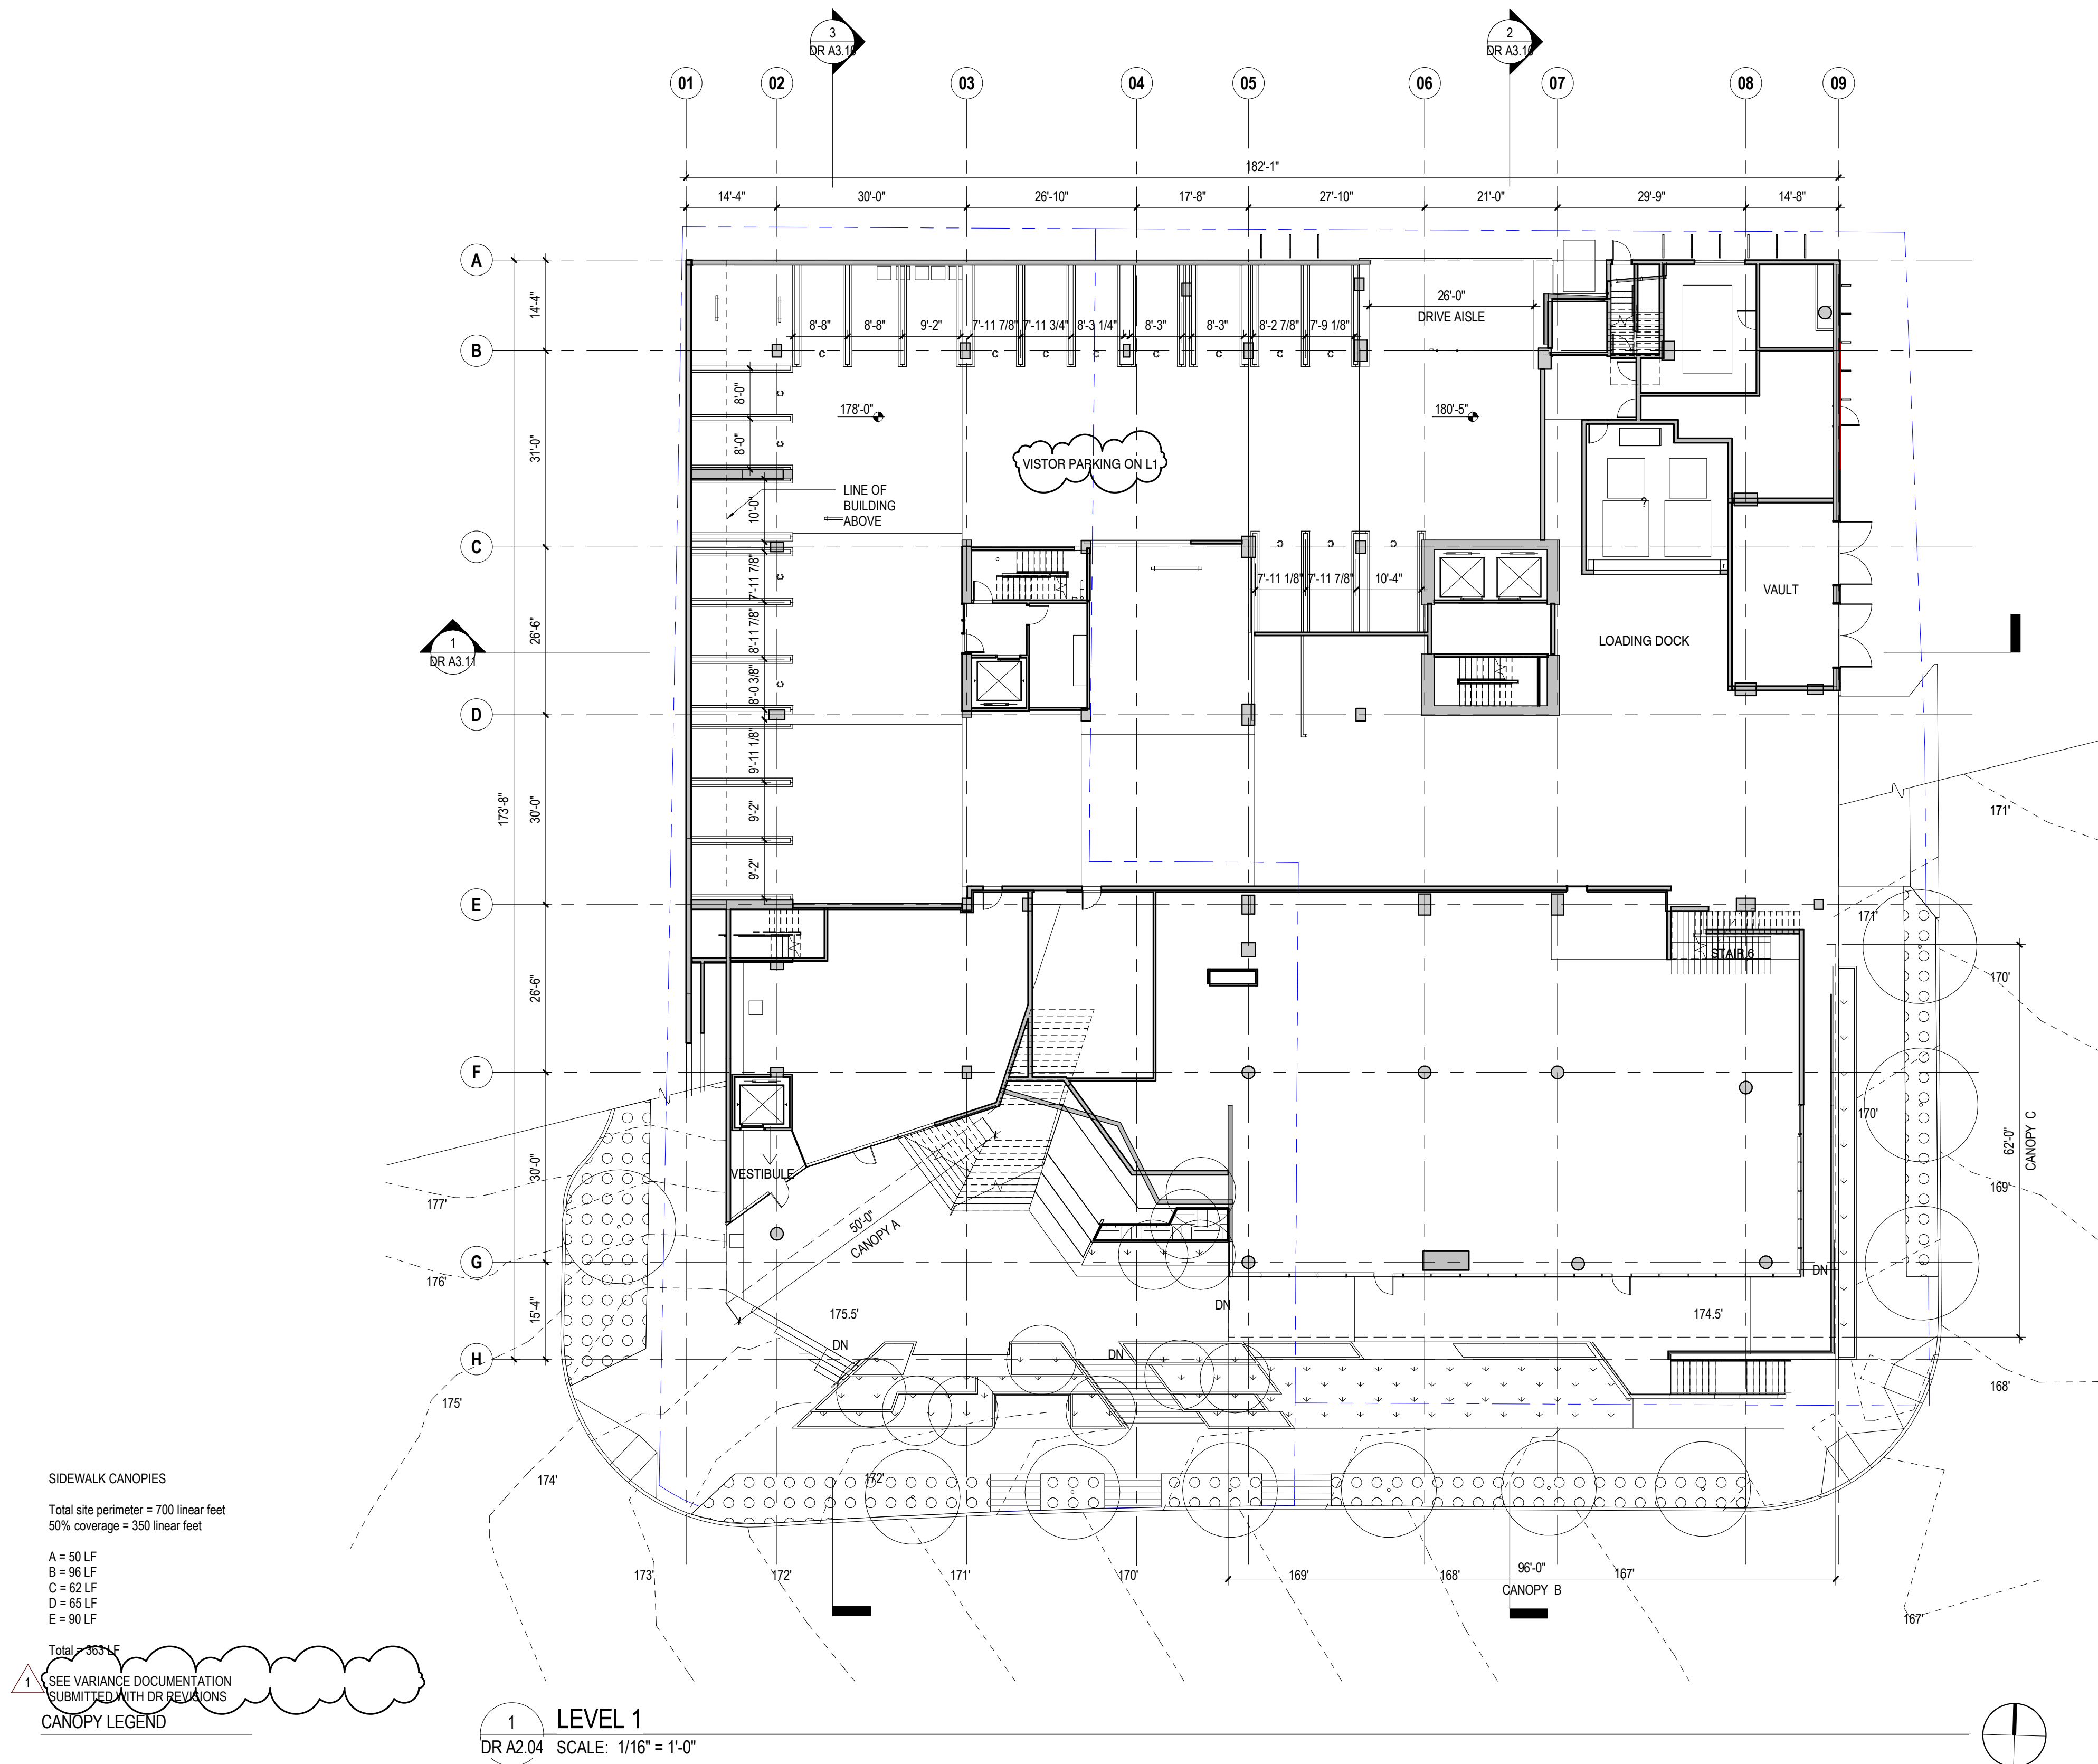 3
DR A3.10
2
DR A3.10
01
02
03
04
05
06
07
08
09
182'-1"
14'-4"
30'-0"
26'-10"
17'-8"
27'-10"
21'-0"
29'-9"
14'-8"
A
B
C
D
E
F
G
H
173'-8"
14'-4"
31'-0"
26'-6"
30'-0"
26'-6"
30'-0"
15'-4"
26'-0"
DRIVE AISLE
8'-8"
8'-8"
9'-2"
7'-11 7/8"
7'-11 3/4"
8'-3 1/4"
8'-3"
8'-3"
8'-2 7/8"
7'-9 1/8"
C
C
C
C
C
C
C
C
8'-0"
C
8'-0"
C
178'-0"
180'-5"
VISTOR PARKING ON L1
LINE OF
BUILDING
ABOVE
10'-0"
7'-11 7/8"
C
8'-11 7/8"
8'-0 3/8"
C
9'-11 1/8"
9'-2"
9'-2"
C
C
C
7'-11 1/8"
7'-11 7/8"
10'-4"
?
VAULT
LOADING DOCK
1
DR A3.11
171'
171'
STAIR 6
170'
170'
62'-0"
CANOPY C
169'
VESTIBULE
50'-0"
CANOPY A
177'
176'
175'
174'
175.5'
DN
DN
DN
174.5'
DN
168'
172'
173'
172'
171'
170'
169'
168'
167'
167'
96'-0"
CANOPY B
SIDEWALK CANOPIES
Total site perimeter = 700 linear feet
50% coverage = 350 linear feet
A = 50 LF
B = 96 LF
C = 62 LF
D = 65 LF
E = 90 LF
Total = 363 LF
1
SEE VARIANCE DOCUMENTATION
SUBMITTED WITH DR REVISIONS
CANOPY LEGEND
1
DR A2.04
LEVEL 1
SCALE: 1/16" = 1'-0"